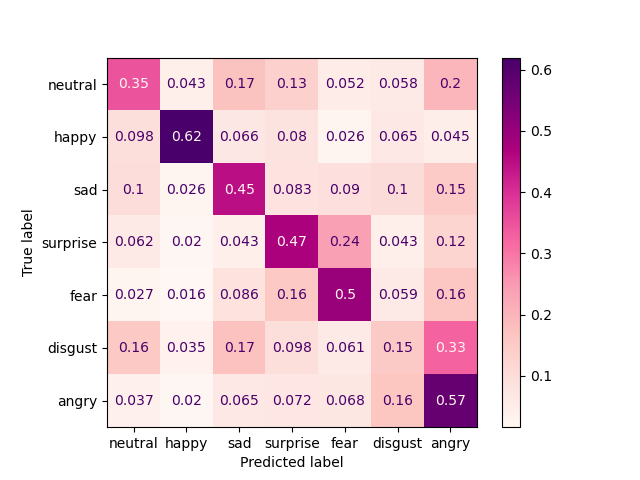 neutral 0.35 0.043 0.17 0.13 0.052 0.058 0.2
happy 0.098 0.62 0.066 0.08 0.026 0.065 0.045
sad 0.1 0.026 0.45 0.083 0.09 0.1 0.15
surprise 0.062 0.02 0.043 0.47 0.24 0.043 0.12
fear 0.027 0.016 0.086 0.16 0.5 0.059 0.16
disgust 0.16 0.035 0.17 0.098 0.061 0.15 0.33
angry 0.037 0.02 0.065 0.072 0.068 0.16 0.57
neutral happy sad surprise fear disgust angry
Predicted label
True label
0.6
0.5
0.4
0.3
0.2
0.1